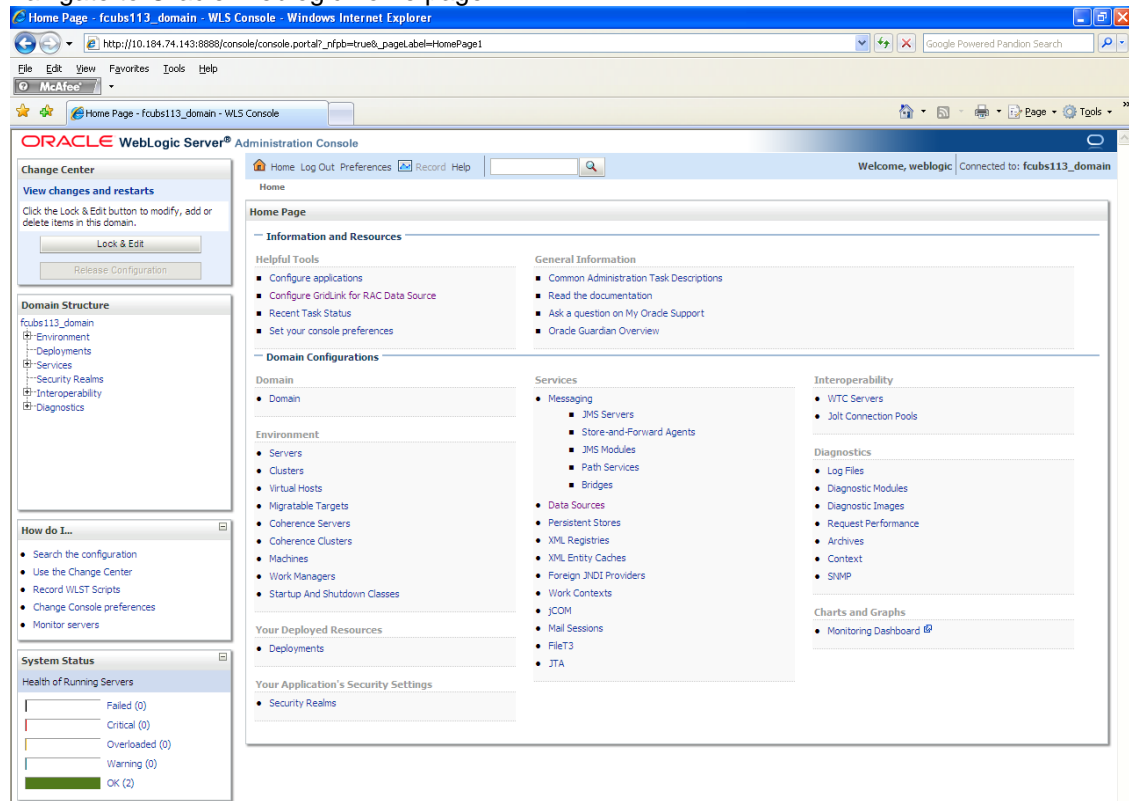 Home Page - fcubs113_domain - WLS Console - Windows Internet Explorer
http://10.184.74.143:8888/console/console.portal?_nfpb=true&_pageLabel=HomePage1
Google Powered Pandion Search
File Edit View Favorites Tools Help
McAfee
Home Page - fcubs113_domain - WLS Console
Page Tools
ORACLE WebLogic Server® Administration Console
Change Center
View changes and restarts
Click the Lock & Edit button to modify, add or
delete items in this domain.
Lock & Edit
Release Configuration
Domain Structure
fcubs113_domain
Environment
Deployments
Services
Security Realms
Interoperability
Diagnostics
How do I...
Search the configuration
Use the Change Center
Record WLST Scripts
Change Console preferences
Monitor servers
System Status
Health of Running Servers
Failed (0)
Critical (0)
Overloaded (0)
Warning (0)
OK (2)
Home Log Out Preferences Record Help
Welcome, weblogic Connected to: fcubs113_domain
Home
Home Page
Information and Resources
Helpful Tools
Configure applications
Configure GridLink for RAC Data Source
Recent Task Status
Set your console preferences
General Information
Common Administration Task Descriptions
Read the documentation
Ask a question on My Oracle Support
Oracle Guardian Overview
Domain Configurations
Domain
Domain
Environment
Servers
Clusters
Virtual Hosts
Migratable Targets
Coherence Servers
Coherence Clusters
Machines
Work Managers
Startup And Shutdown Classes
Your Deployed Resources
Deployments
Your Application's Security Settings
Security Realms
Services
Messaging
JMS Servers
Store-and-Forward Agents
JMS Modules
Path Services
Bridges
Data Sources
Persistent Stores
XML Registries
XML Entity Caches
Foreign JNDI Providers
Work Contexts
jCOM
Mail Sessions
FileT3
JTA
Interoperability
WTC Servers
Jolt Connection Pools
Diagnostics
Log Files
Diagnostic Modules
Diagnostic Images
Request Performance
Archives
Context
SNMP
Charts and Graphs
Monitoring Dashboard